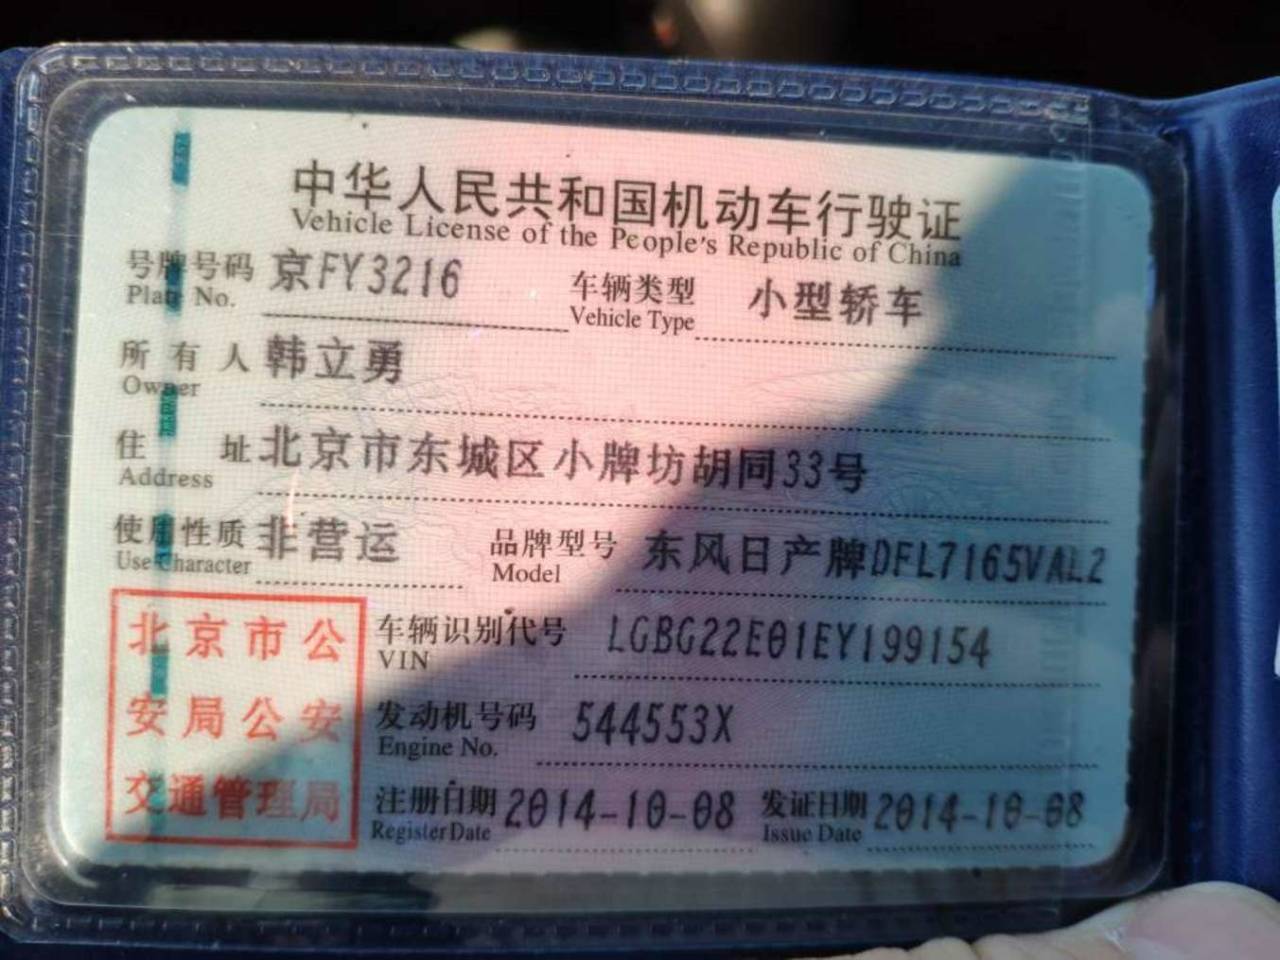 中华人民共和国机动车行驶证
Vehicle License of the People's Republic of China
号牌号码 京FY3216 车辆类型 小型轿车
Plate No. Vehicle Type
所有人 韩立勇
Owner
住址 北京市东城区小牌坊胡同33号
Address
使用性质 非营运 品牌型号 东风日产牌DFL7165VAL2
Use Character Model
北京市公
安局公安
交通管理局
车辆识别代号 LGBG22E01EY199154
VIN
发动机号码 544553X
Engine No.
注册日期 2014-10-08 发证日期 2014-10-08
Register Date Issue Date